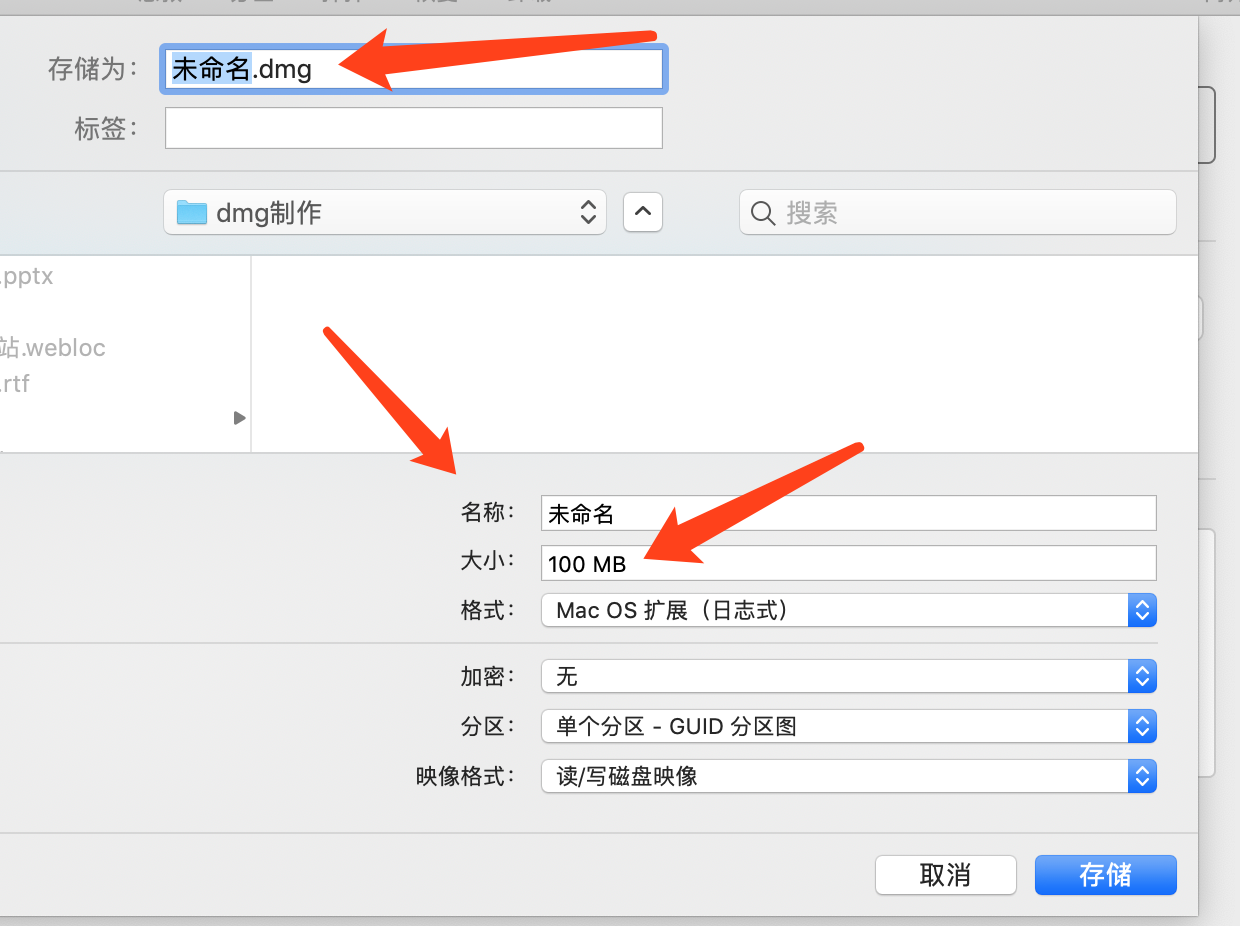 存储为：
未命名.dmg
标签：
dmg制作
搜索
.pptx
站.webloc
.rtf
名称：
未命名
大小：
100 MB
格式：
Mac OS 扩展（日志式）
加密：
无
分区：
单个分区 - GUID 分区图
映像格式：
读/写磁盘映像
取消
存储